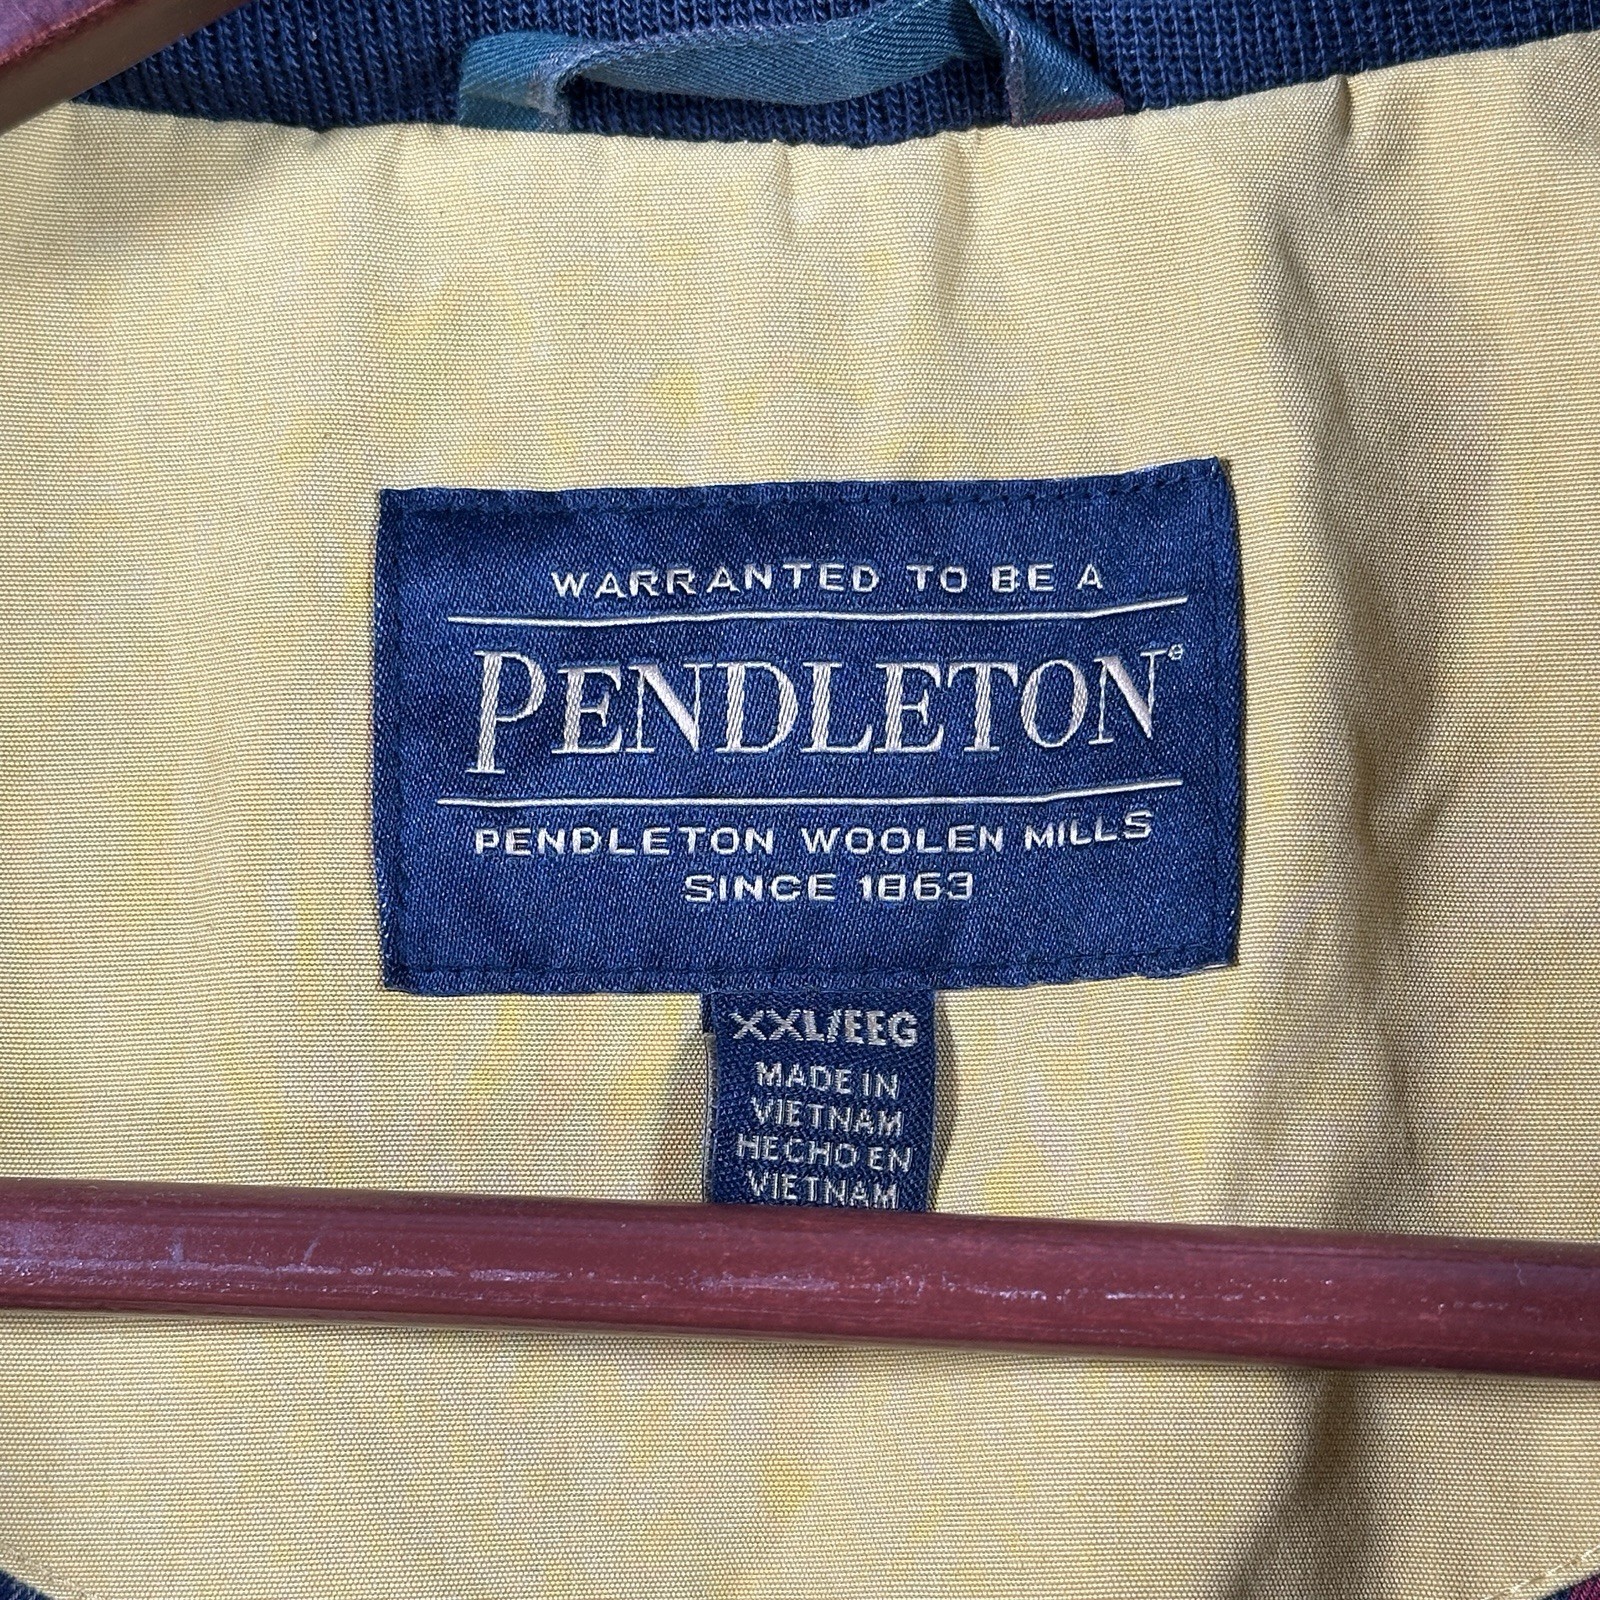 WARRANTED TO BE A
PENDLETON®
PENDLETON WOOLEN MILLS
SINCE 1863
XXL/EEG
MADE IN
VIETNAM
HECHO EN
VIETNAM